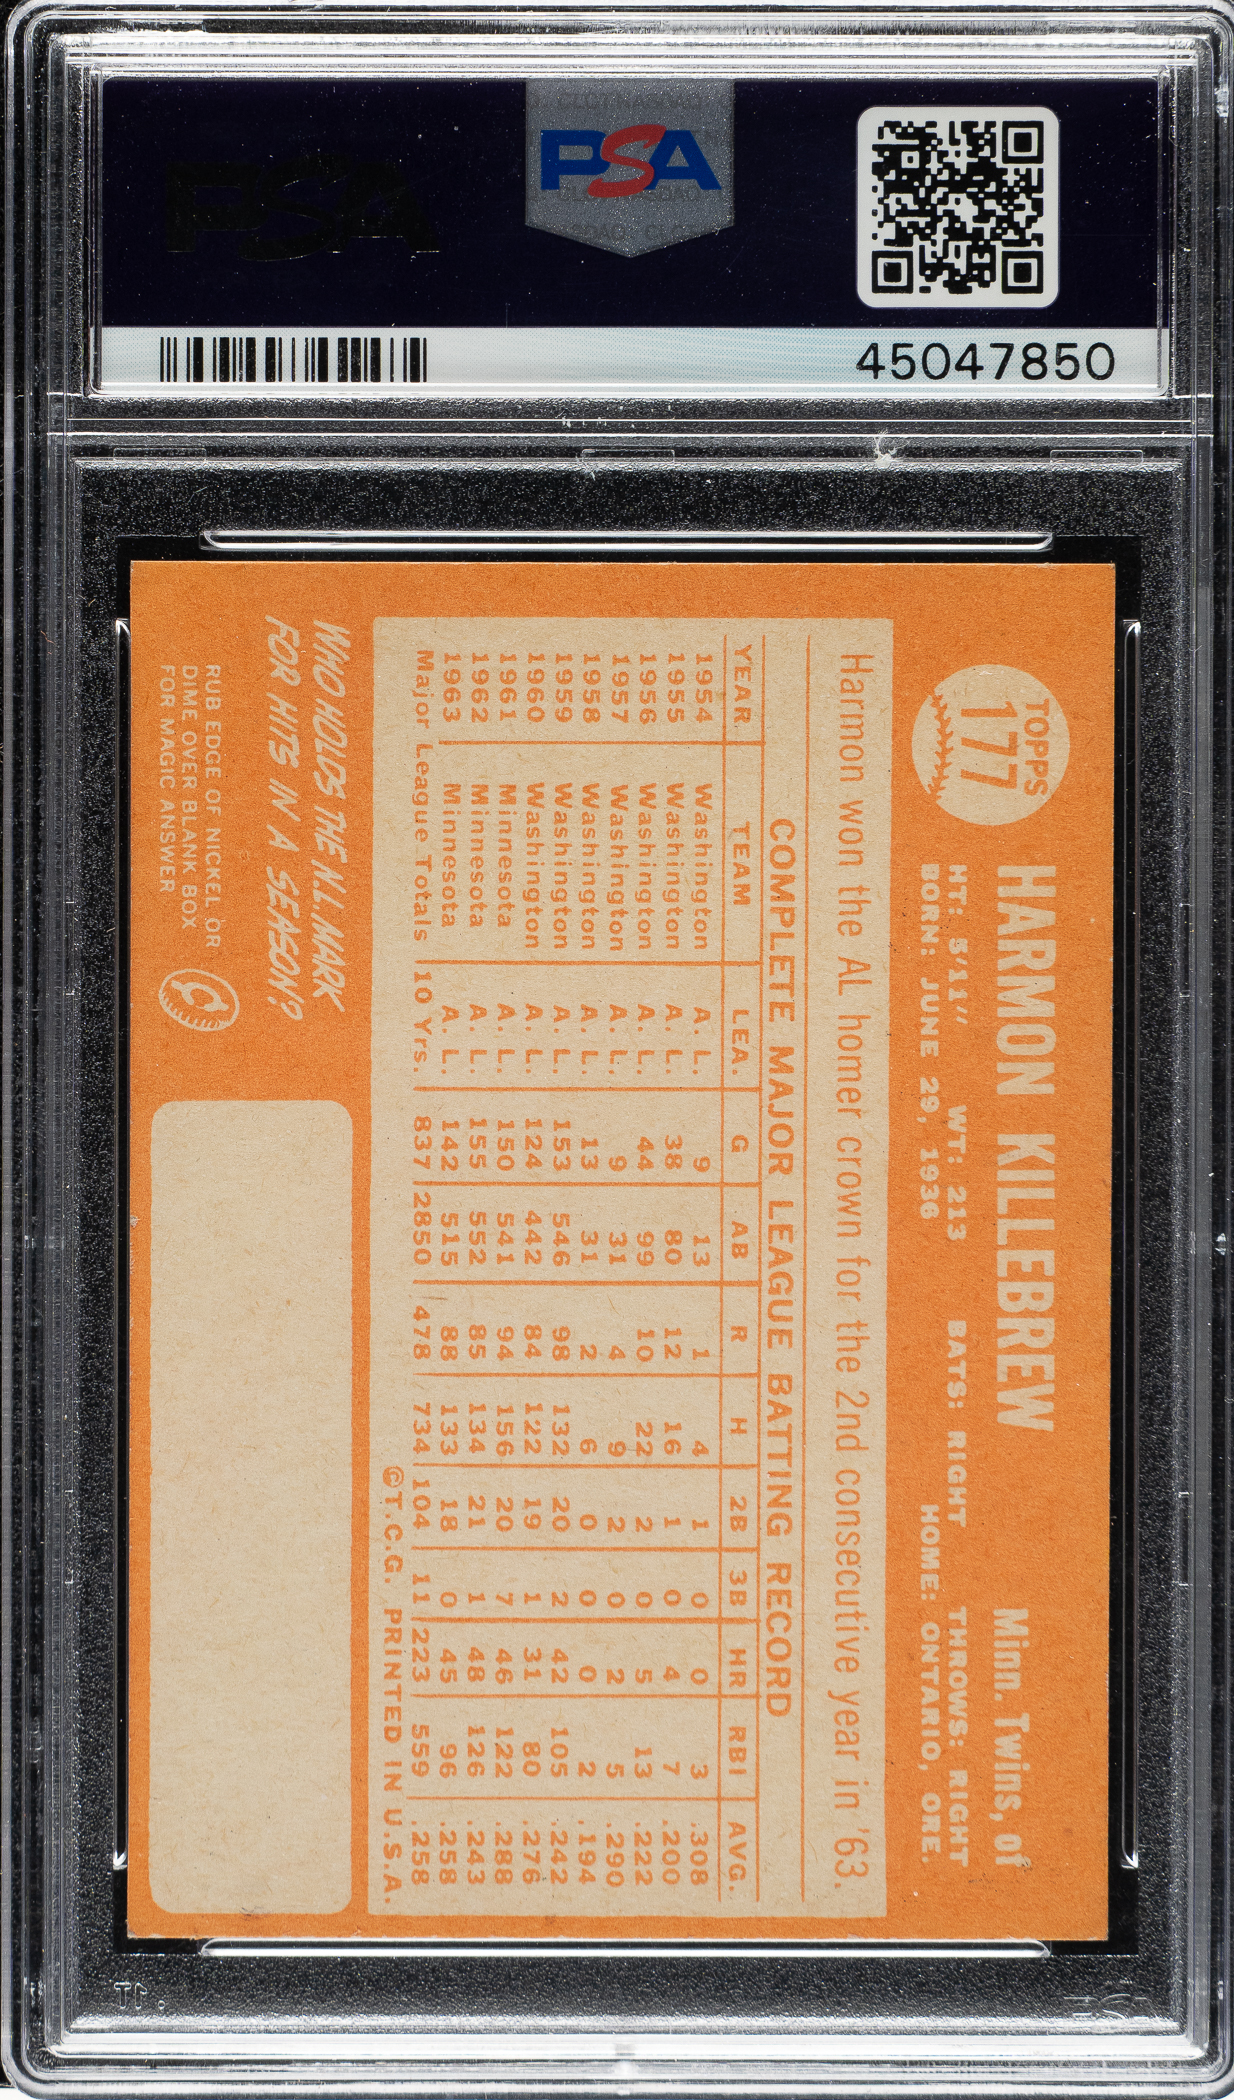 PSA
PSA
45047850
TOPPS
177
HARMON KILLEBREW Minn. Twins, of
HT: 5'11" WT: 213 BATS: RIGHT THROWS: RIGHT
BORN: JUNE 29, 1936 HOME: ONTARIO, ORE.
Harmon won the AL homer crown for the 2nd consecutive year in '63.
COMPLETE MAJOR LEAGUE BATTING RECORD
YEAR TEAM LEA. G AB R H 2B 3B HR RBI AVG.
1954 Washington A. L. 9 13 1 4 1 0 0 3 .308
1955 Washington A. L. 38 80 12 16 1 0 4 7 .200
1956 Washington A. L. 44 99 10 22 2 0 5 13 .222
1957 Washington A. L. 9 31 4 9 2 0 2 5 .290
1958 Washington A. L. 13 31 2 6 0 0 0 2 .194
1959 Washington A. L. 153 546 98 132 20 2 42 105 .242
1960 Washington A. L. 124 442 84 122 19 1 31 80 .276
1961 Minnesota A. L. 150 541 94 156 20 7 46 122 .288
1962 Minnesota A. L. 155 552 85 134 21 1 48 126 .243
1963 Minnesota A. L. 142 515 88 133 18 0 45 96 .258
Major League Totals 10 Yrs. 837 2850 478 734 104 11 223 559 .258
©T.C.G. PRINTED IN U.S.A.
WHO HOLDS THE N.L. MARK
FOR HITS IN A SEASON?
RUB EDGE OF NICKEL OR
DIME OVER BLANK BOX
FOR MAGIC ANSWER